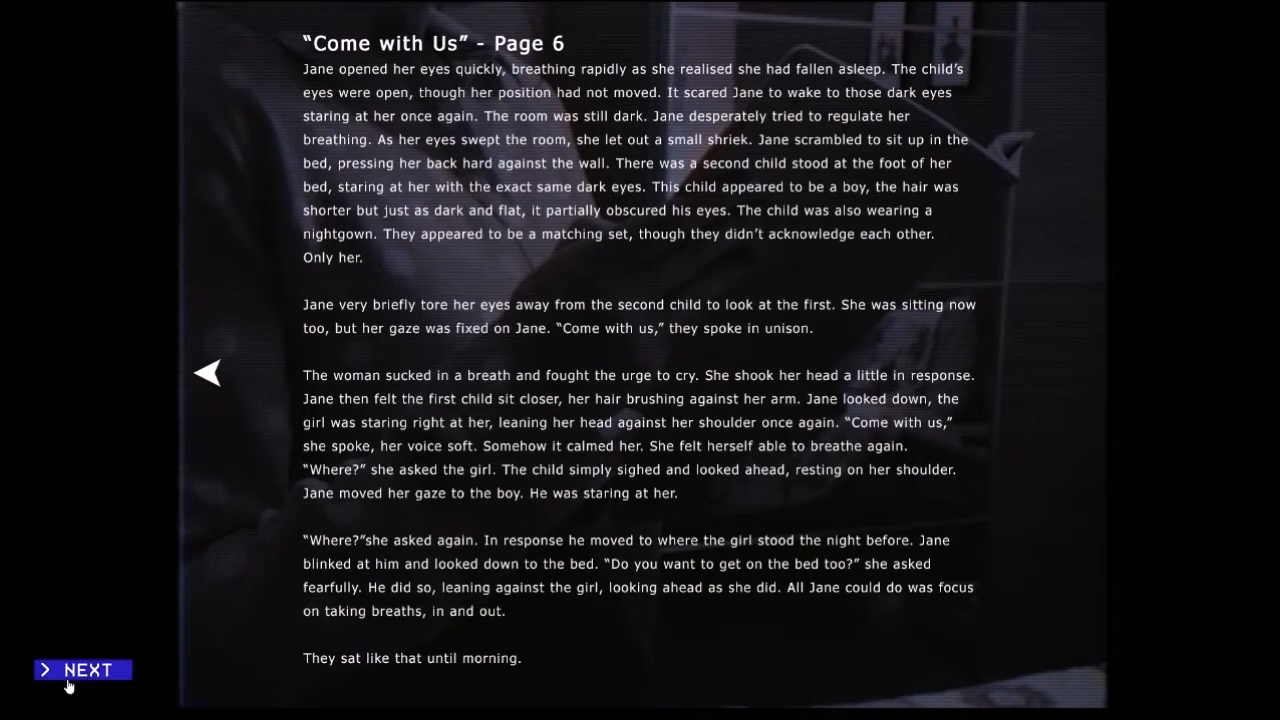 “Come with Us” - Page 6
Jane opened her eyes quickly, breathing rapidly as she realised she had fallen asleep. The child’s
eyes were open, though her position had not moved. It scared Jane to wake to those dark eyes
staring at her once again. The room was still dark. Jane desperately tried to regulate her
breathing. As her eyes swept the room, she let out a small shriek. Jane scrambled to sit up in the
bed, pressing her back hard against the wall. There was a second child stood at the foot of her
bed, staring at her with the exact same dark eyes. This child appeared to be a boy, the hair was
shorter but just as dark and flat, it partially obscured his eyes. The child was also wearing a
nightgown. They appeared to be a matching set, though they didn’t acknowledge each other.
Only her.
Jane very briefly tore her eyes away from the second child to look at the first. She was sitting now
too, but her gaze was fixed on Jane. “Come with us,” they spoke in unison.
The woman sucked in a breath and fought the urge to cry. She shook her head a little in response.
Jane then felt the first child sit closer, her hair brushing against her arm. Jane looked down, the
girl was staring right at her, leaning her head against her shoulder once again. “Come with us,”
she spoke, her voice soft. Somehow it calmed her. She felt herself able to breathe again.
“Where?” she asked the girl. The child simply sighed and looked ahead, resting on her shoulder.
Jane moved her gaze to the boy. He was staring at her.
“Where?”she asked again. In response he moved to where the girl stood the night before. Jane
blinked at him and looked down to the bed. “Do you want to get on the bed too?” she asked
fearfully. He did so, leaning against the girl, looking ahead as she did. All Jane could do was focus
on taking breaths, in and out.
They sat like that until morning.
> NEXT